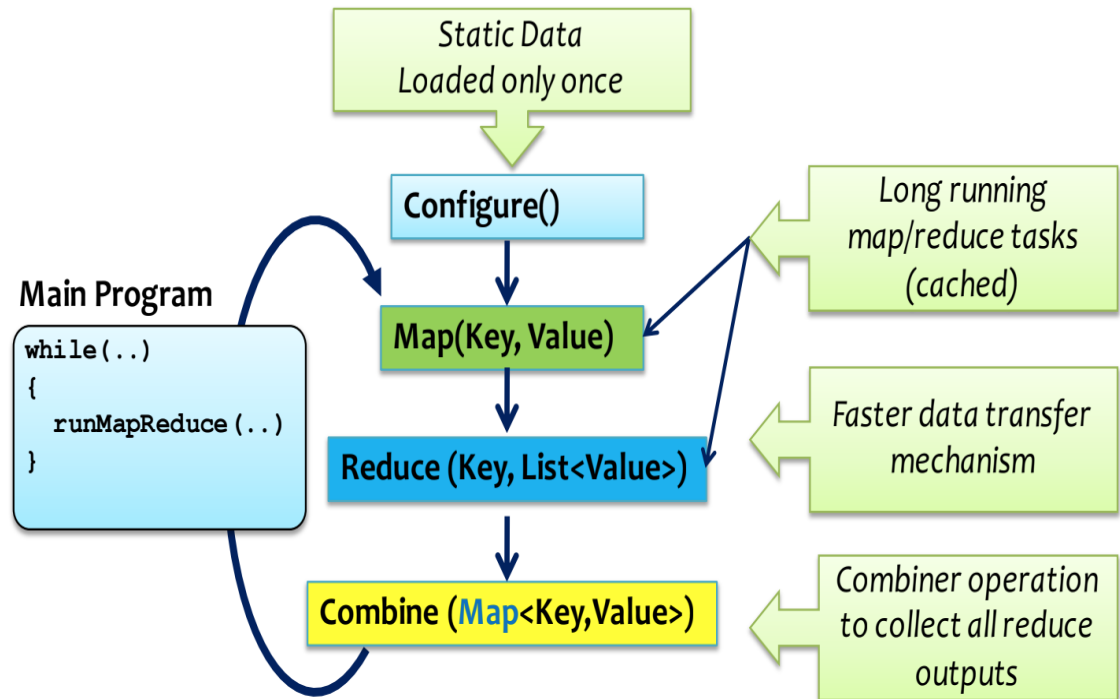 Static Data
Loaded only once
Configure()
Long running
map/reduce tasks
(cached)
Main Program
while(..)
{
runMapReduce(..)
}
Map(Key, Value)
Faster data transfer
mechanism
Reduce (Key, List<Value>)
Combine (Map<Key,Value>)
Combiner operation
to collect all reduce
outputs